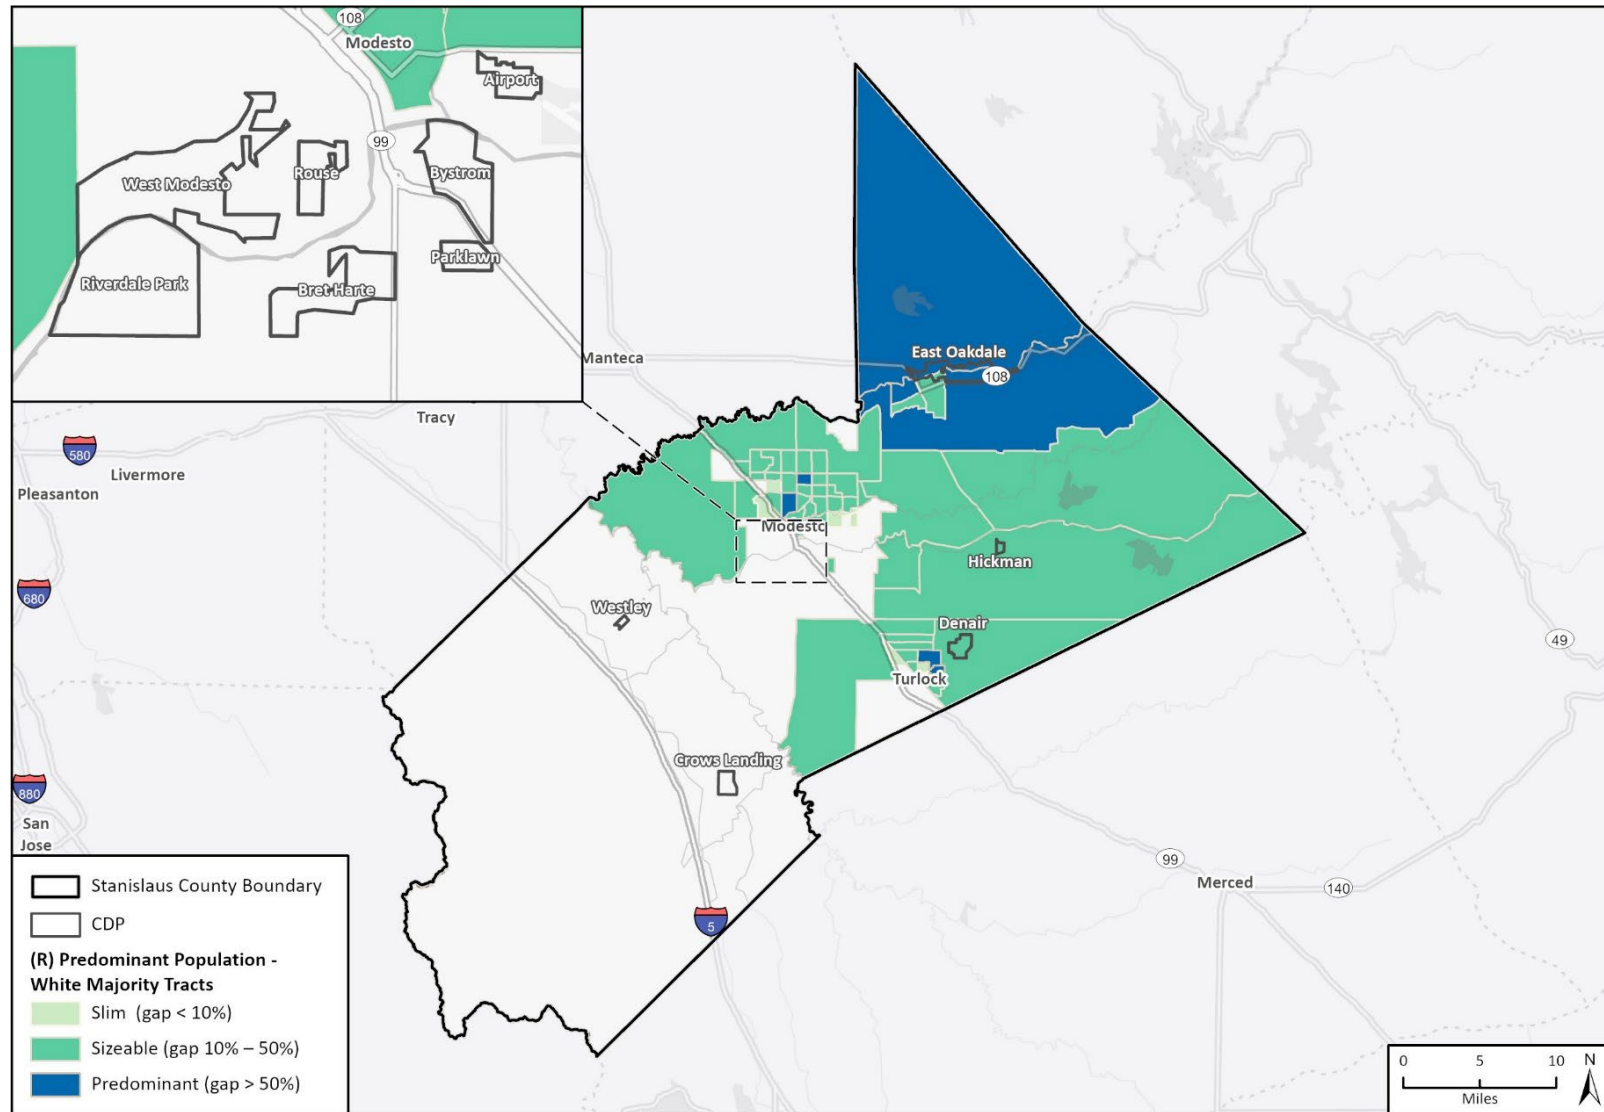 108
Modesto
Airport
99
West Modesto
Rouse
Bystrom
Parklawn
Riverdale Park
Bret Harte
Manteca
Tracy
580
Livermore
Pleasanton
680
880
San
Jose
East Oakdale
108
Modesto
Hickman
Westley
Denair
Turlock
Crows Landing
5
49
99
Merced
140
Stanislaus County Boundary
CDP
(R) Predominant Population -
White Majority Tracts
Slim (gap < 10%)
Sizeable (gap 10% – 50%)
Predominant (gap > 50%)
0 5 10
Miles
N